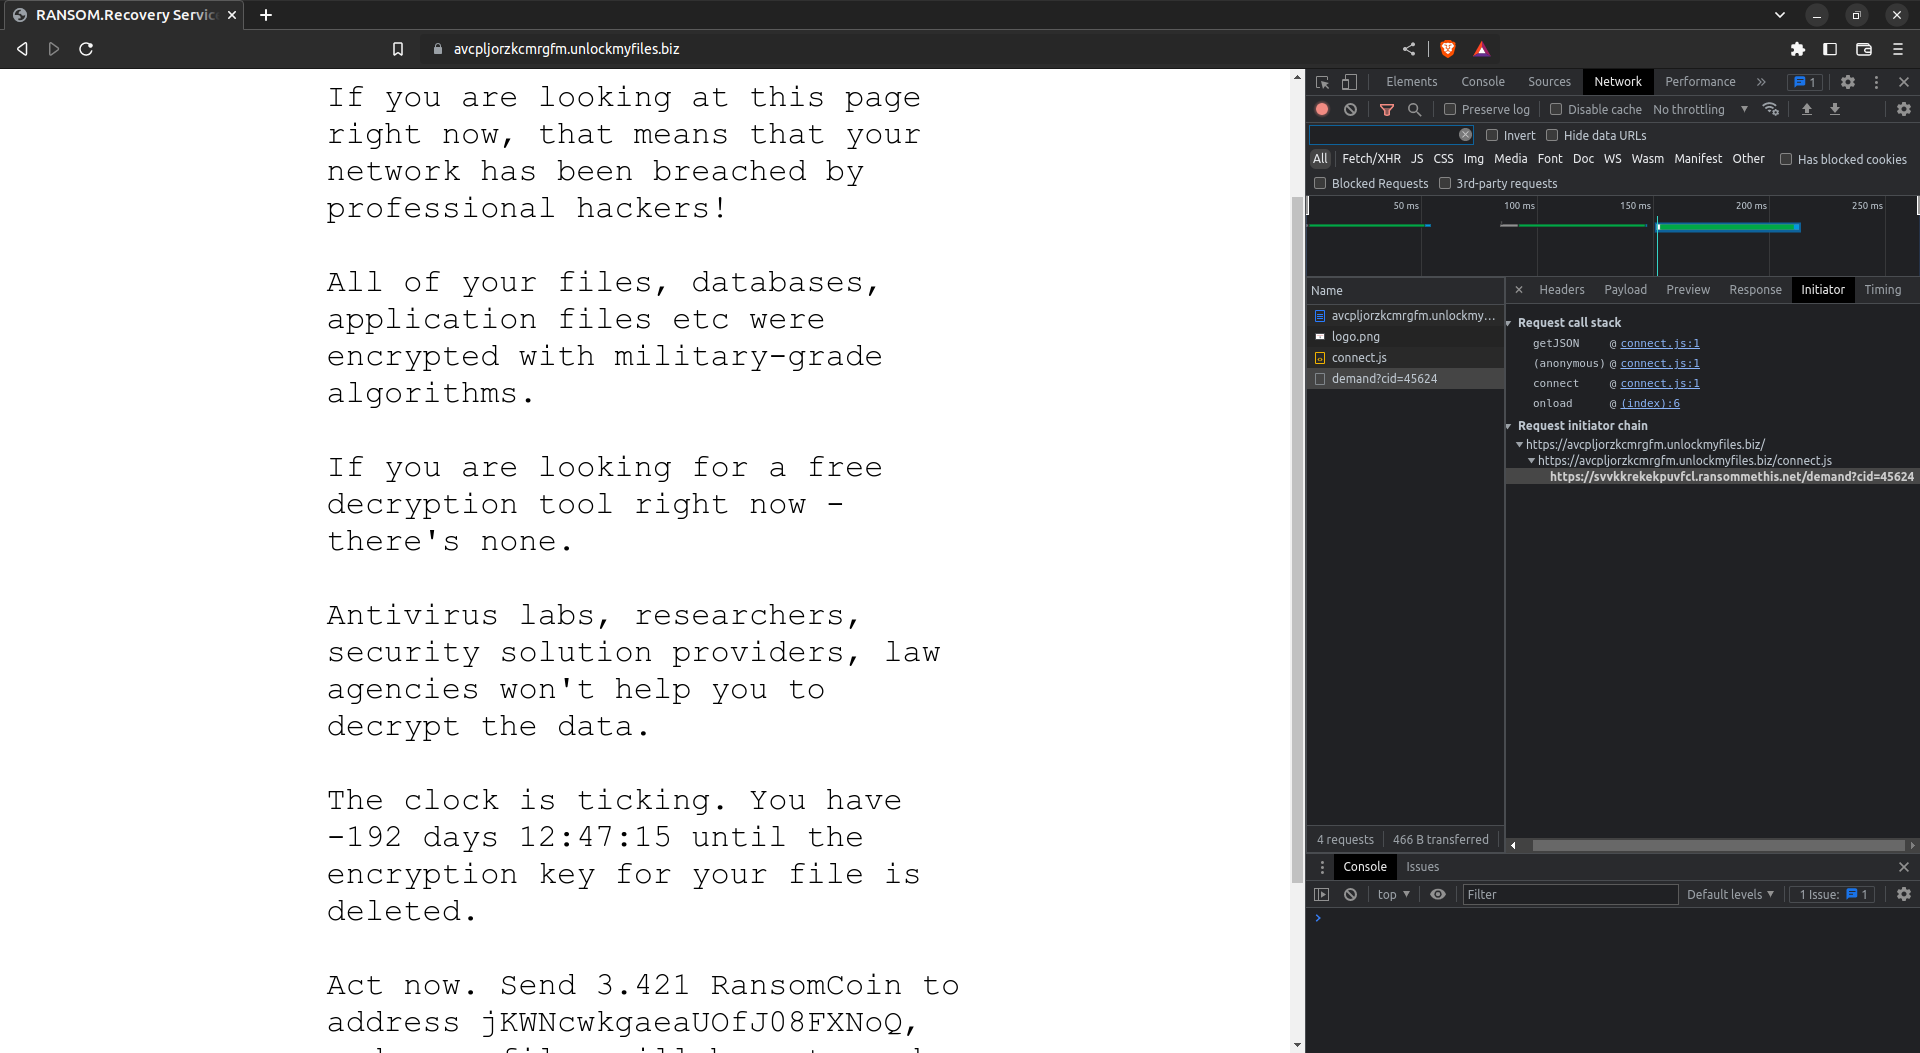 RANSOM.Recovery Servic
avcpljorzkcmrgfm.unlockmyfiles.biz
If you are looking at this page
right now, that means that your
network has been breached by
professional hackers!
All of your files, databases,
application files etc were
encrypted with military-grade
algorithms.
If you are looking for a free
decryption tool right now -
there's none.
Antivirus labs, researchers,
security solution providers, law
agencies won't help you to
decrypt the data.
The clock is ticking. You have
-192 days 12:47:15 until the
encryption key for your file is
deleted.
Act now. Send 3.421 RansomCoin to
address jKWNcwkgaeaUOfJ08FXNoQ,
Elements Console Sources Network Performance 1
Preserve log Disable cache No throttling
Invert Hide data URLs
All Fetch/XHR JS CSS Img Media Font Doc WS Wasm Manifest Other Has blocked cookies
Blocked Requests 3rd-party requests
50 ms 100 ms 150 ms 200 ms 250 ms
Name
avcpljorzkcmrgfm.unlockmy...
logo.png
connect.js
demand?cid=45624
4 requests 466 B transferred
Headers Payload Preview Response Initiator Timing
Request call stack
getJSON @ connect.js:1
(anonymous) @ connect.js:1
connect @ connect.js:1
onload @ (index):6
Request initiator chain
https://avcpljorzkcmrgfm.unlockmyfiles.biz/
https://avcpljorzkcmrgfm.unlockmyfiles.biz/connect.js
https://svvkkrekekpuvfcl.ransommethis.net/demand?cid=45624
Console Issues
top Filter Default levels 1 Issue: 1